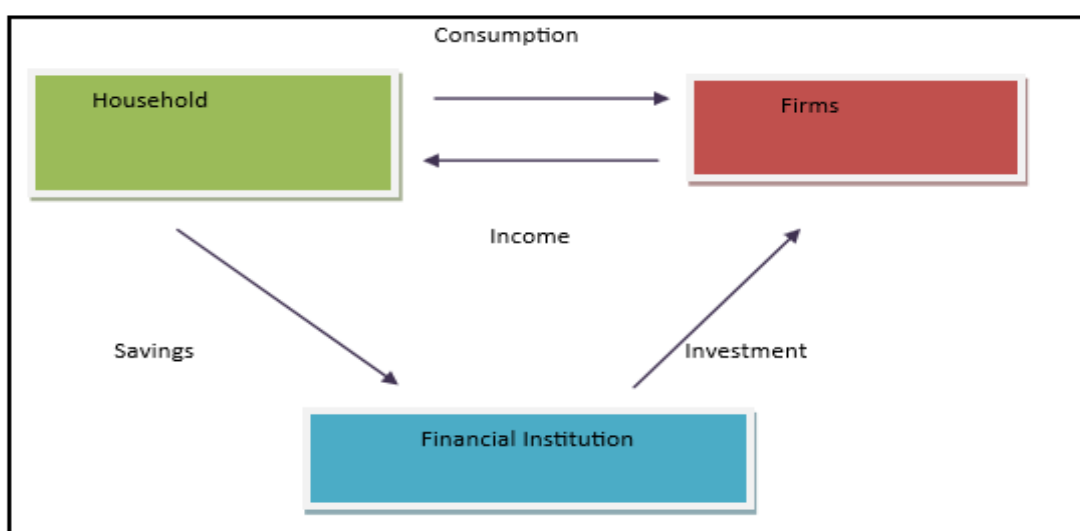 Consumption
Household
Firms
Income
Savings
Investment
Financial Institution